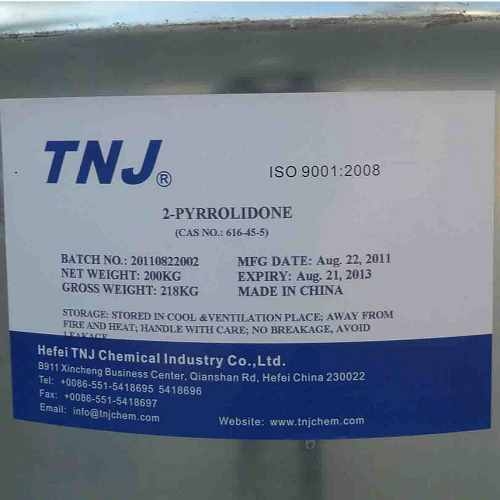 TNJ®
ISO 9001:2008
2-PYRROLIDONE
(CAS NO.: 616-45-5)
BATCH NO.: 20110822002
MFG DATE: Aug. 22, 2011
NET WEIGHT: 200KG
EXPIRY: Aug. 21, 2013
GROSS WEIGHT: 218KG
MADE IN CHINA
STORAGE: STORED IN COOL &VENTILATION PLACE; AWAY FROM
FIRE AND HEAT; HANDLE WITH CARE; NO BREAKAGE, AVOID
LEAKAGE
Hefei TNJ Chemical Industry Co.,Ltd.
B911 Xincheng Business Center, Qianshan Rd, Hefei China 230022
Tel: +0086-551-5418695 5418696
Fax: +0086-551-5418697
Email: info@tnjchem.com
Website: www.tnjchem.com